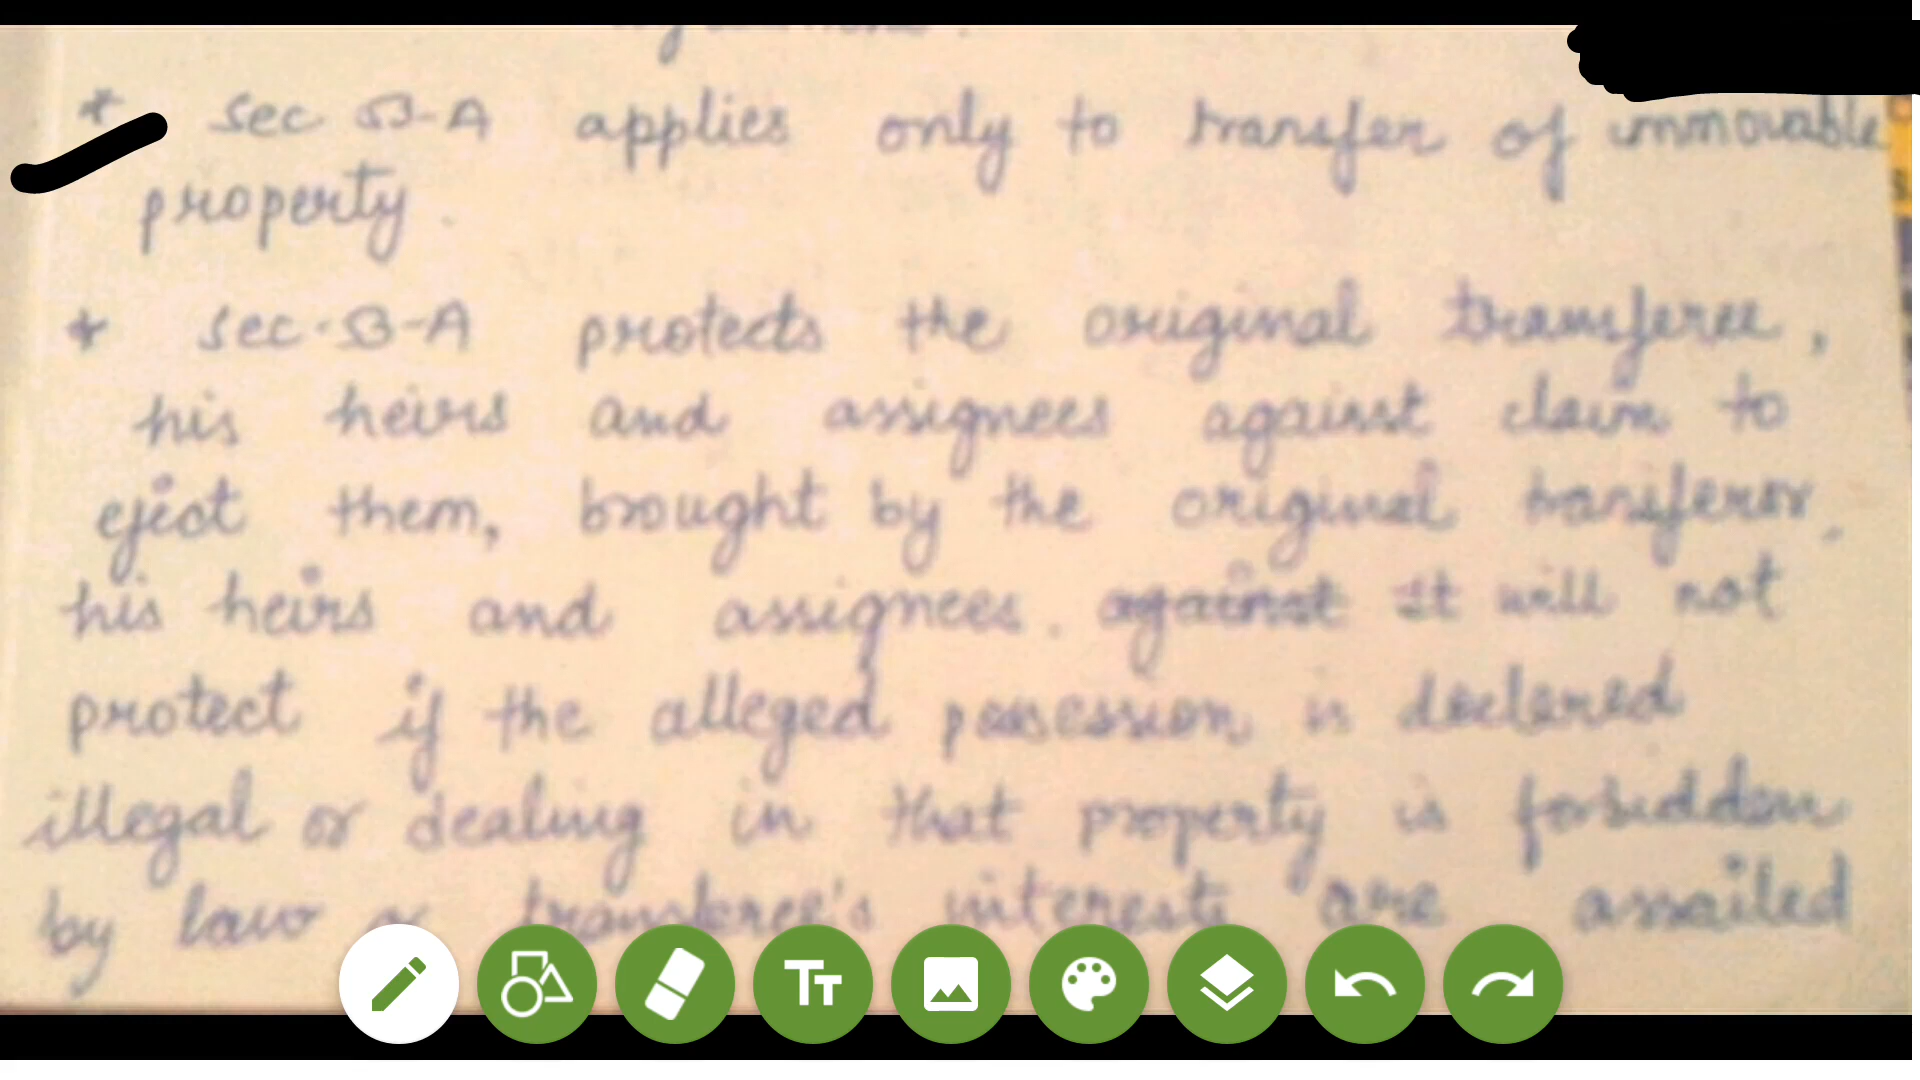 * Sec 53-A applies only to transfer of immovable
property.
* Sec. 53-A protects the original transferee,
his heirs and assignees against claim to
eject them, brought by the original transferor,
his heirs and assignees. against It will not
protect if the alleged possession is declared
illegal or dealing in that property is forbidden
by law or transferee's interests are assailed
Tt